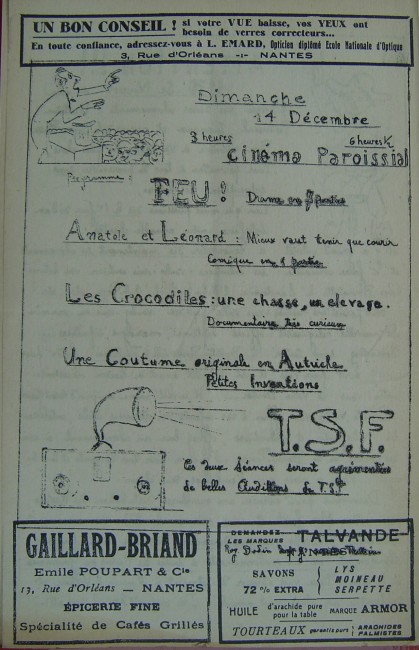 UN BON CONSEIL ! si votre VUE baisse, vos YEUX ont
besoin de verres correcteurs...
En toute confiance, adressez-vous à L. EMARD, Opticien diplômé Ecole Nationale d'Optique
3, Rue d'Orléans -:- NANTES
Dimanche
14 Décembre
3 heures 6 heures ½
Cinéma Paroissial
Programme :
FEU ! Drame en parties
Anatole et Léonard : Mieux vaut tenir que courir
Comique en 1 partie
Les Crocodiles : une chasse, un élevage.
Documentaire très curieux
Une Coutume originale en Autriche
Petites Inventions
T.S.F.
Ces deux Séances seront agrémentées
de belles Auditions de T.S.F
GAILLARD-BRIAND
Emile POUPART & Cie
17, Rue d'Orléans — NANTES
ÉPICERIE FINE
Spécialité de Cafés Grillés
DEMANDEZ
LES MARQUES TALVANDE
SAVONS
72 % EXTRA
LYS
MOINEAU
SERPETTE
HUILE d'arachide pure
pour la table MARQUE ARMOR
TOURTEAUX garantis purs ARACHIDES
PALMISTES